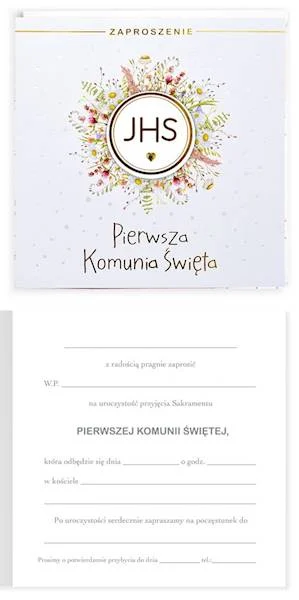 ZAPROSZENIE
JHS
Pierwsza
Komunia Święta
z radością pragnie zaprosić
W.P.
na uroczystość przyjęcia Sakramentu
PIERWSZEJ KOMUNII ŚWIĘTEJ,
która odbędzie się dnia o godz.
w kościele
Po uroczystości serdecznie zapraszamy na poczęstunek do
Prosimy o potwierdzenie przybycia do dnia tel.: